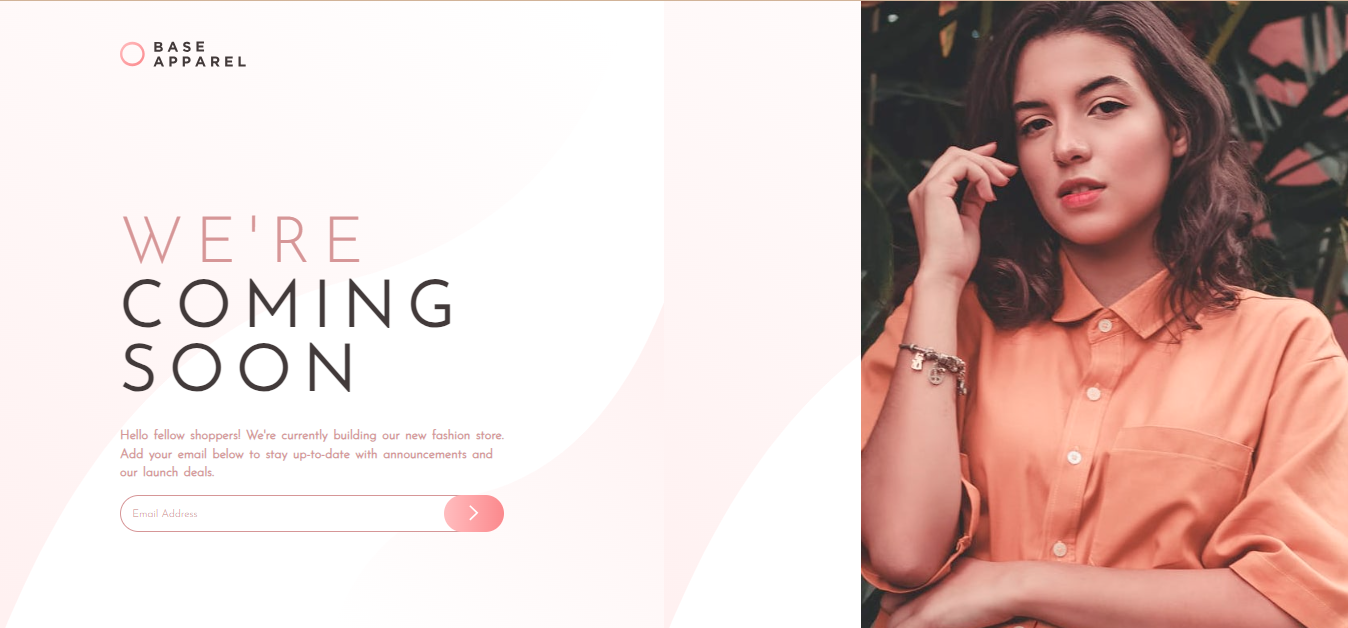 BASE
APPAREL
WE'RE
COMING
SOON
Hello fellow shoppers! We're currently building our new fashion store.
Add your email below to stay up-to-date with announcements and
our launch deals.
Email Address